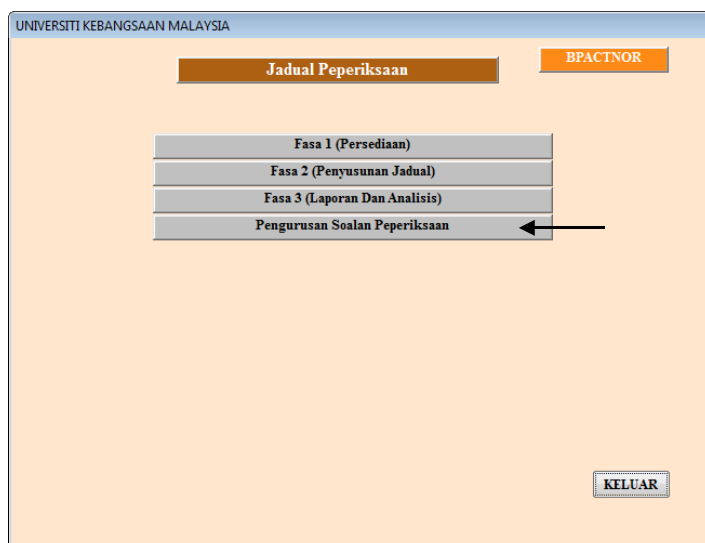 UNIVERSITI KEBANGSAAN MALAYSIA
Jadual Peperiksaan
BPACTNOR
Fasa 1 (Persediaan)
Fasa 2 (Penyusunan Jadual)
Fasa 3 (Laporan Dan Analisis)
Pengurusan Soalan Peperiksaan
KELUAR